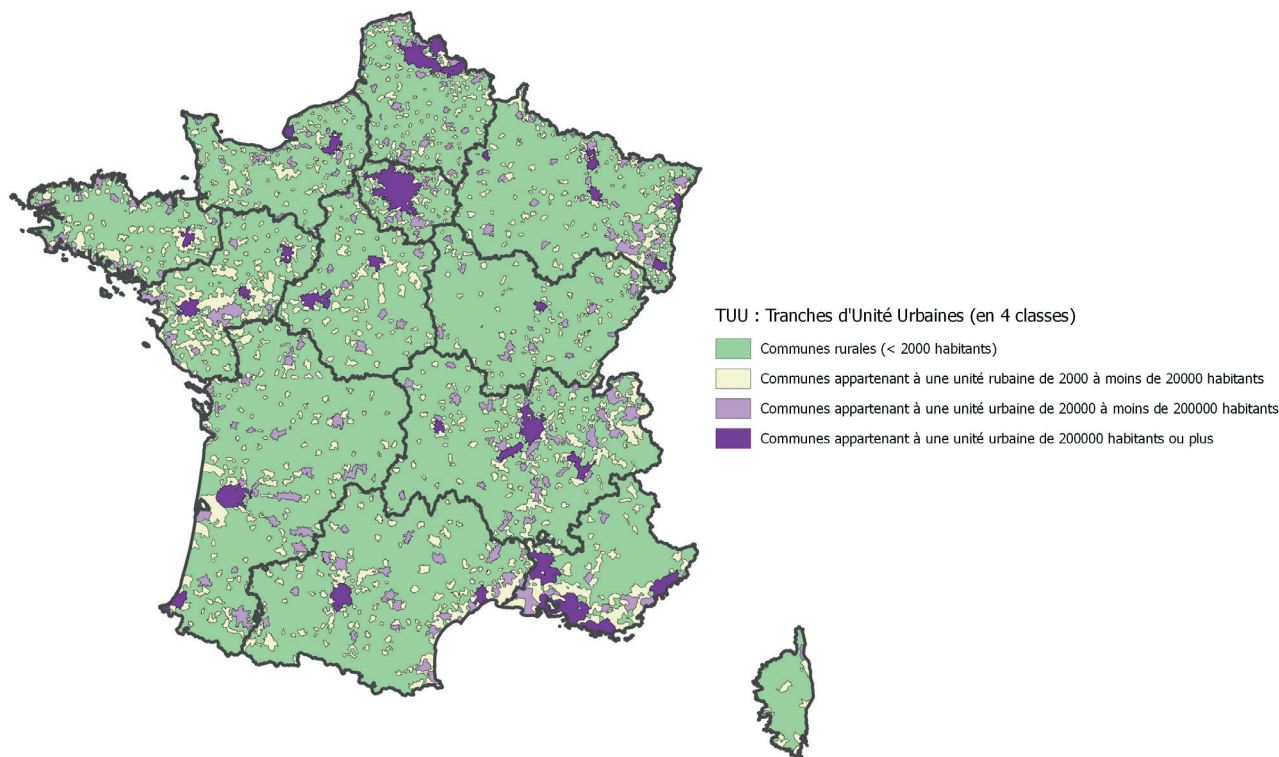 TUU : Tranches d'Unité Urbaines (en 4 classes)
Communes rurales (< 2000 habitants)
Communes appartenant à une unité rubaine de 2000 à moins de 20000 habitants
Communes appartenant à une unité urbaine de 20000 à moins de 200000 habitants
Communes appartenant à une unité urbaine de 200000 habitants ou plus